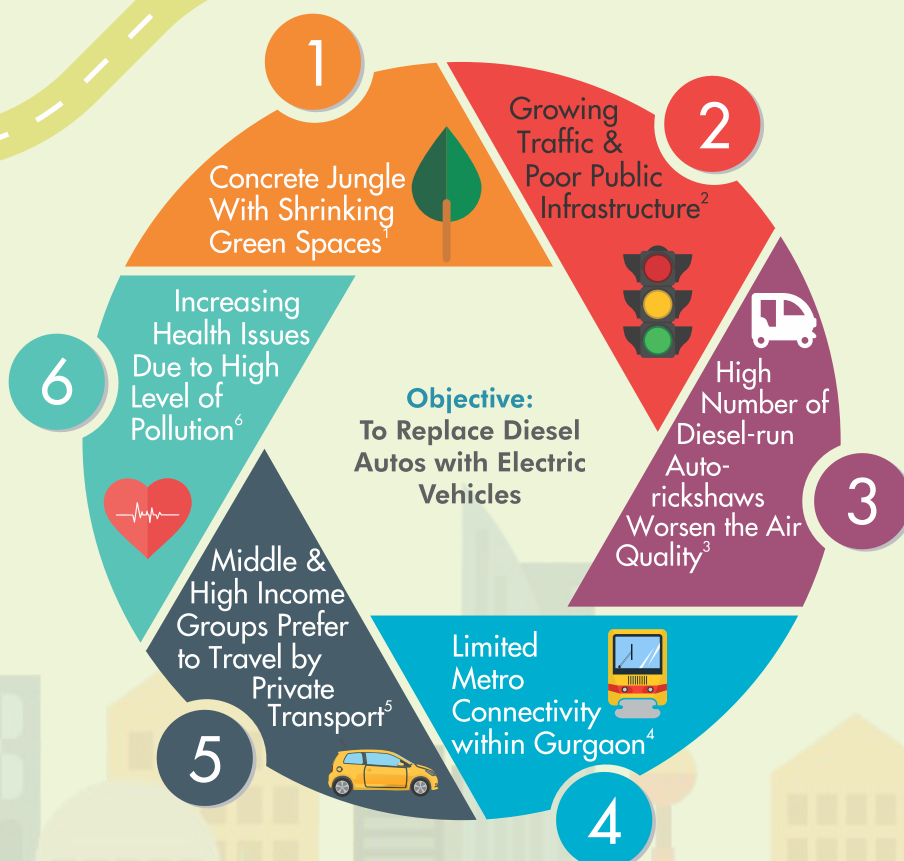 1
Concrete Jungle
With Shrinking
Green Spaces1
2
Growing
Traffic &
Poor Public
Infrastructure2
3
High
Number of
Diesel-run
Auto-
rickshaws
Worsen the Air
Quality3
4
Limited
Metro
Connectivity
within Gurgaon4
5
Middle &
High Income
Groups Prefer
to Travel by
Private
Transport5
6
Increasing
Health Issues
Due to High
Level of
Pollution6
Objective:
To Replace Diesel
Autos with Electric
Vehicles